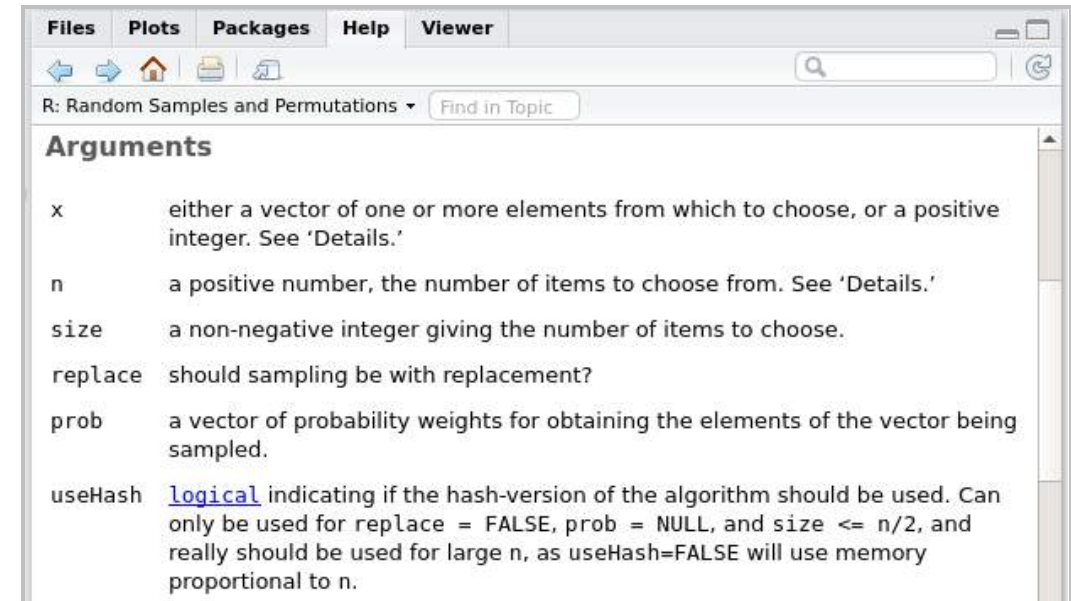 Files Plots Packages Help Viewer
R: Random Samples and Permutations Find in Topic
Arguments
x either a vector of one or more elements from which to choose, or a positive
integer. See ‘Details.’
n a positive number, the number of items to choose from. See ‘Details.’
size a non-negative integer giving the number of items to choose.
replace should sampling be with replacement?
prob a vector of probability weights for obtaining the elements of the vector being
sampled.
useHash logical indicating if the hash-version of the algorithm should be used. Can
only be used for replace = FALSE, prob = NULL, and size <= n/2, and
really should be used for large n, as useHash=FALSE will use memory
proportional to n.